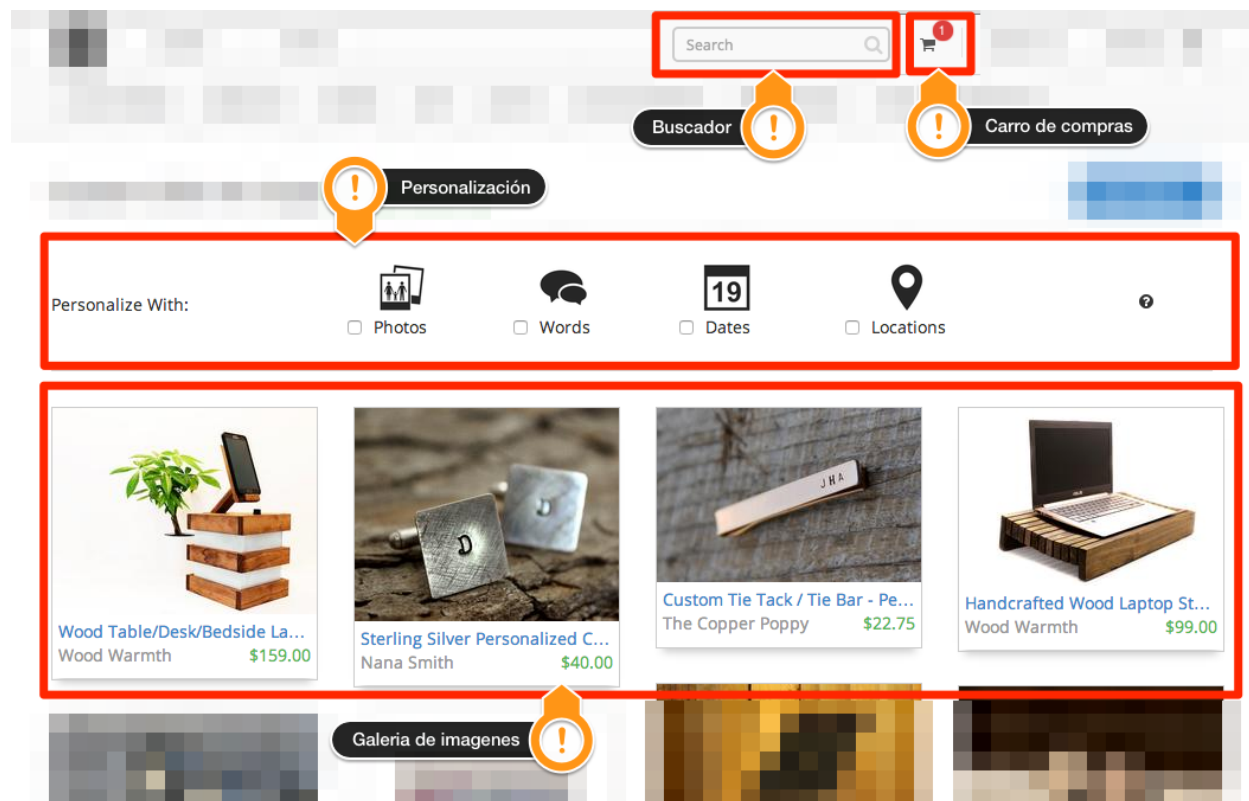 Search
1
Buscador
Carro de compras
Personalización
Personalize With:
Photos
Words
19
Dates
Locations
?
D
D
JHA
Wood Table/Desk/Bedside La...
Wood Warmth $159.00
Sterling Silver Personalized C...
Nana Smith $40.00
Custom Tie Tack / Tie Bar - Pe...
The Copper Poppy $22.75
Handcrafted Wood Laptop St...
Wood Warmth $99.00
Galeria de imagenes